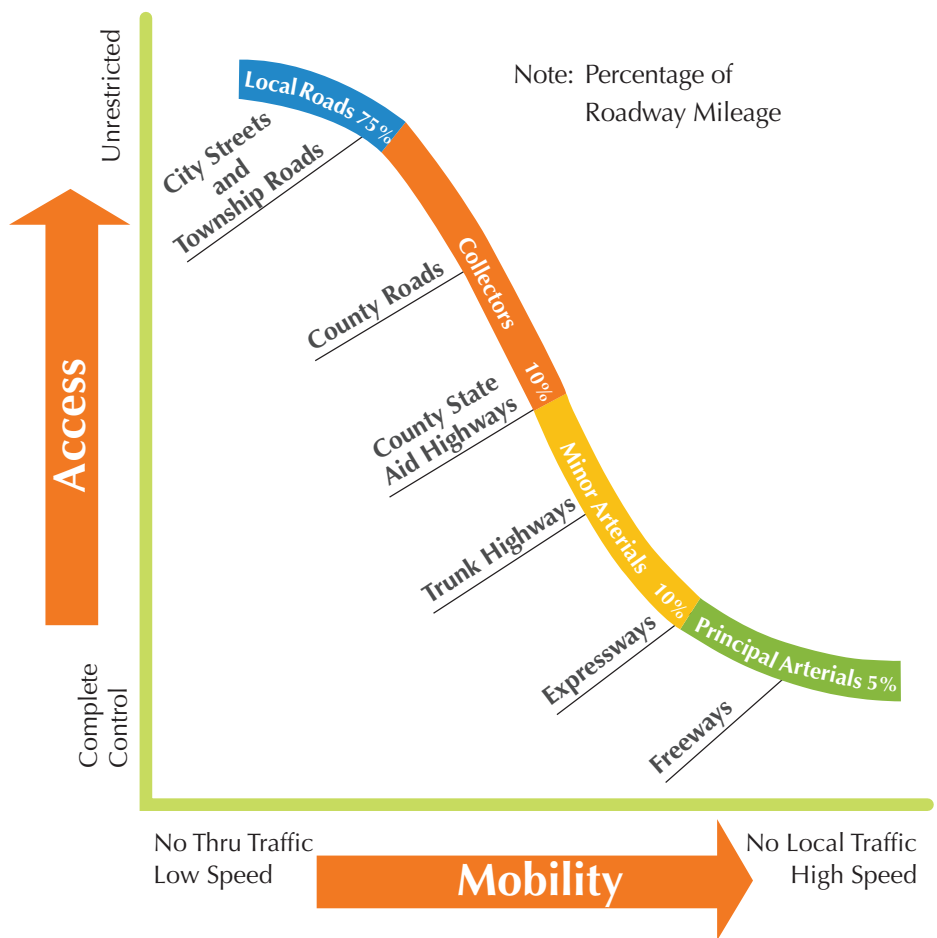 Unrestricted
Access
Complete
Control
Note: Percentage of
Roadway Mileage
Local Roads 75%
City Streets
and
Township Roads
Collectors 10%
County Roads
County State
Aid Highways
Minor Arterials 10%
Trunk Highways
Expressways
Principal Arterials 5%
Freeways
No Thru Traffic
Low Speed
Mobility
No Local Traffic
High Speed